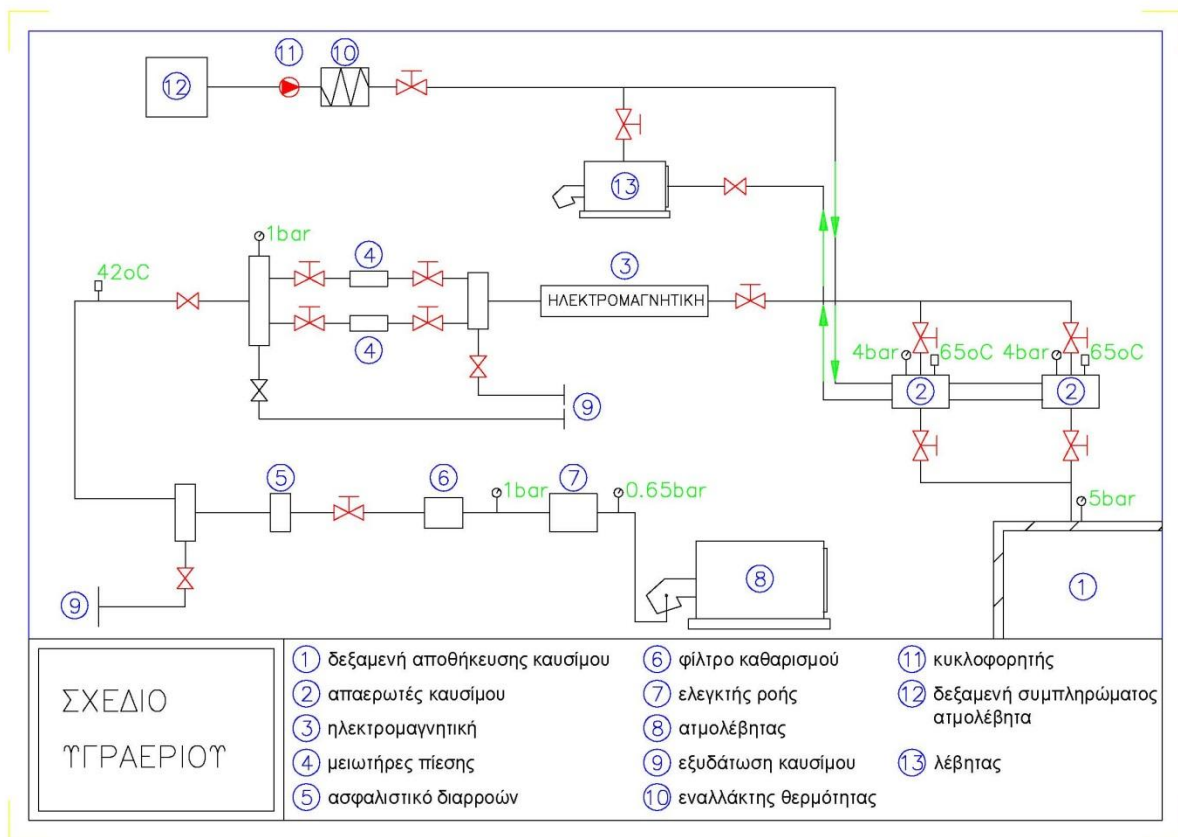 11
10
12
13
1bar
4
3
42oC
ΗΛΕΚΤΡΟΜΑΓΝΗΤΙΚΗ
4
4bar
65oC
4bar
65oC
2
2
9
5
6
1bar
7
0.65bar
5bar
8
1
9
ΣΧΕΔΙΟ
ΥΓΡΑΕΡΙΟΥ
1 δεξαμενή αποθήκευσης καυσίμου
2 απαερωτές καυσίμου
3 ηλεκτρομαγνητική
4 μειωτήρες πίεσης
5 ασφαλιστικό διαρροών
6 φίλτρο καθαρισμού
7 ελεγκτής ροής
8 ατμολέβητας
9 εξυδάτωση καυσίμου
10 εναλλάκτης θερμότητας
11 κυκλοφορητής
12 δεξαμενή συμπληρώματος
ατμολέβητα
13 λέβητας